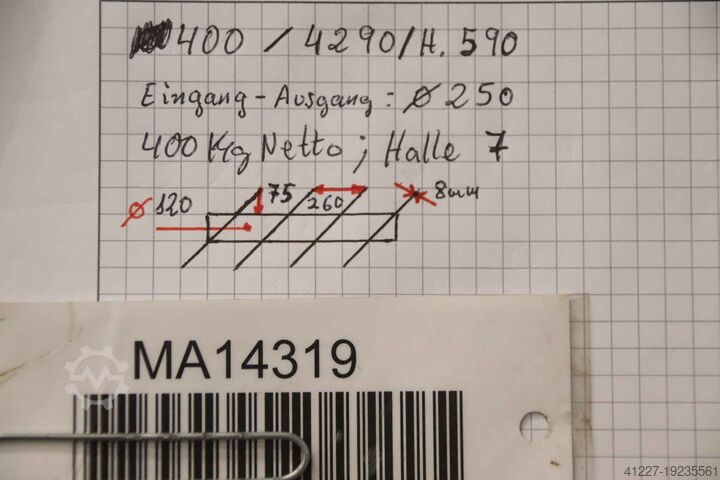 400 / 4290/H. 590
Eingang - Ausgang : ø 250
400 Kg Netto ; Halle 7
ø 120 75 260 8mm
MA14319
41227-19235561